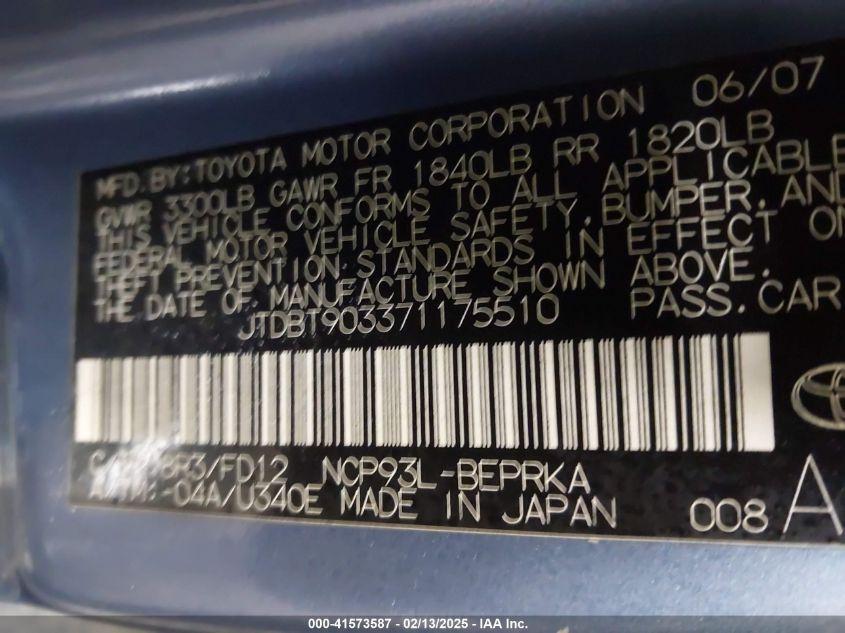 MFD.BY:TOYOTA MOTOR CORPORATION 06/07
GVWR 3300LB GAWR FR 1840LB RR 1820LB
THIS VEHICLE CONFORMS TO ALL APPLICABLE
FEDERAL MOTOR VEHICLE SAFETY,BUMPER,AND
THEFT PREVENTION STANDARDS IN EFFECT ON
THE DATE OF MANUFACTURE SHOWN ABOVE.
JTDBT903371175510 PASS.CAR
8R3/FD12 NCP93L-BEPRKA
-04A/U340E MADE IN JAPAN 008 A
000-41573587 - 02/13/2025 - IAA Inc.